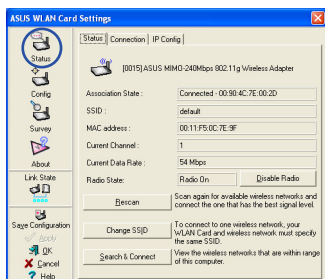 ASUS WLAN Card Settings
Status
Config
Survey
About
Link State
Save Configuration
Apply
OK
Cancel
Help
Status Connection IP Config
[0015] ASUS MIMO-240Mbps 802.11g Wireless Adapter
Association State : Connected - 00:90:4C:7E:00:2D
SSID : default
MAC address : 00:11:F5:0C:7E:9F
Current Channel : 1
Current Data Rate : 54 Mbps
Radio State: Radio On Disable Radio
Rescan
Scan again for available wireless networks and
connect the one that has the best signal level.
Change SSID
To connect to one wireless network, your
WLAN Card and wireless network must specify
the same SSID.
Search & Connect
View the wireless networks that are within range
of this computer.